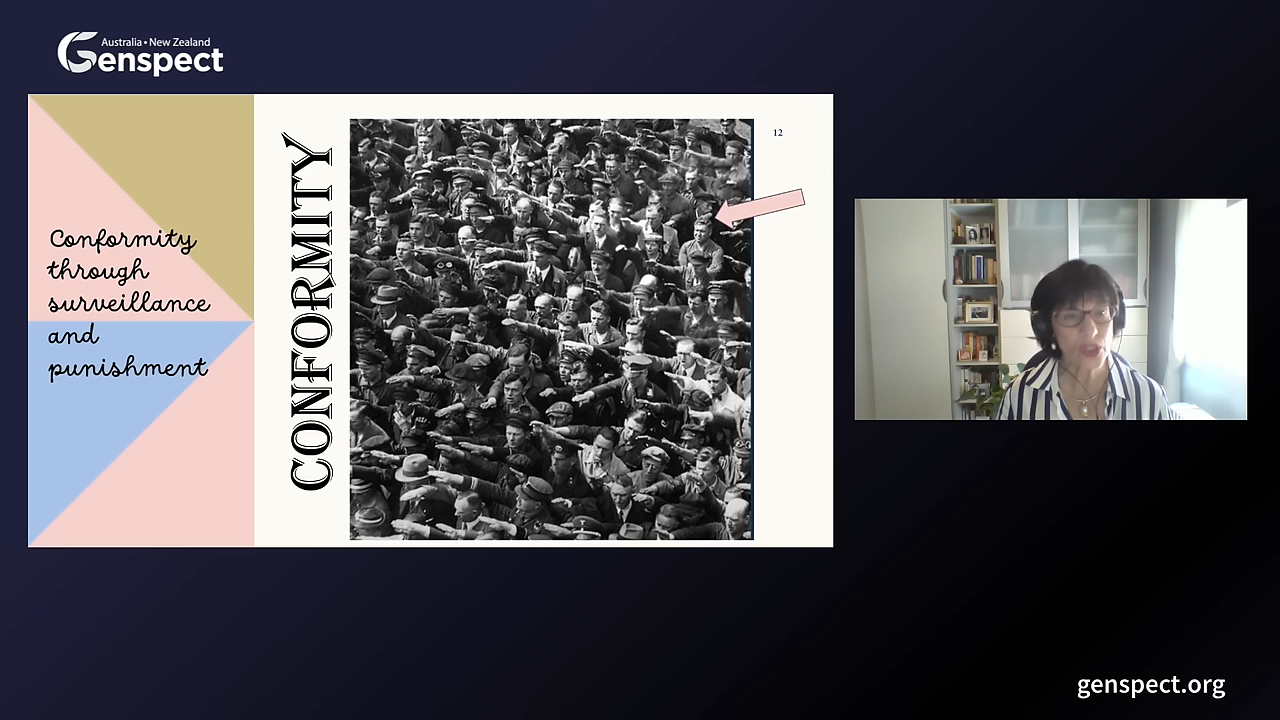 Australia • New Zealand
Genspect
Conformity
through
surveillance
and
punishment
CONFORMITY
12
genspect.org